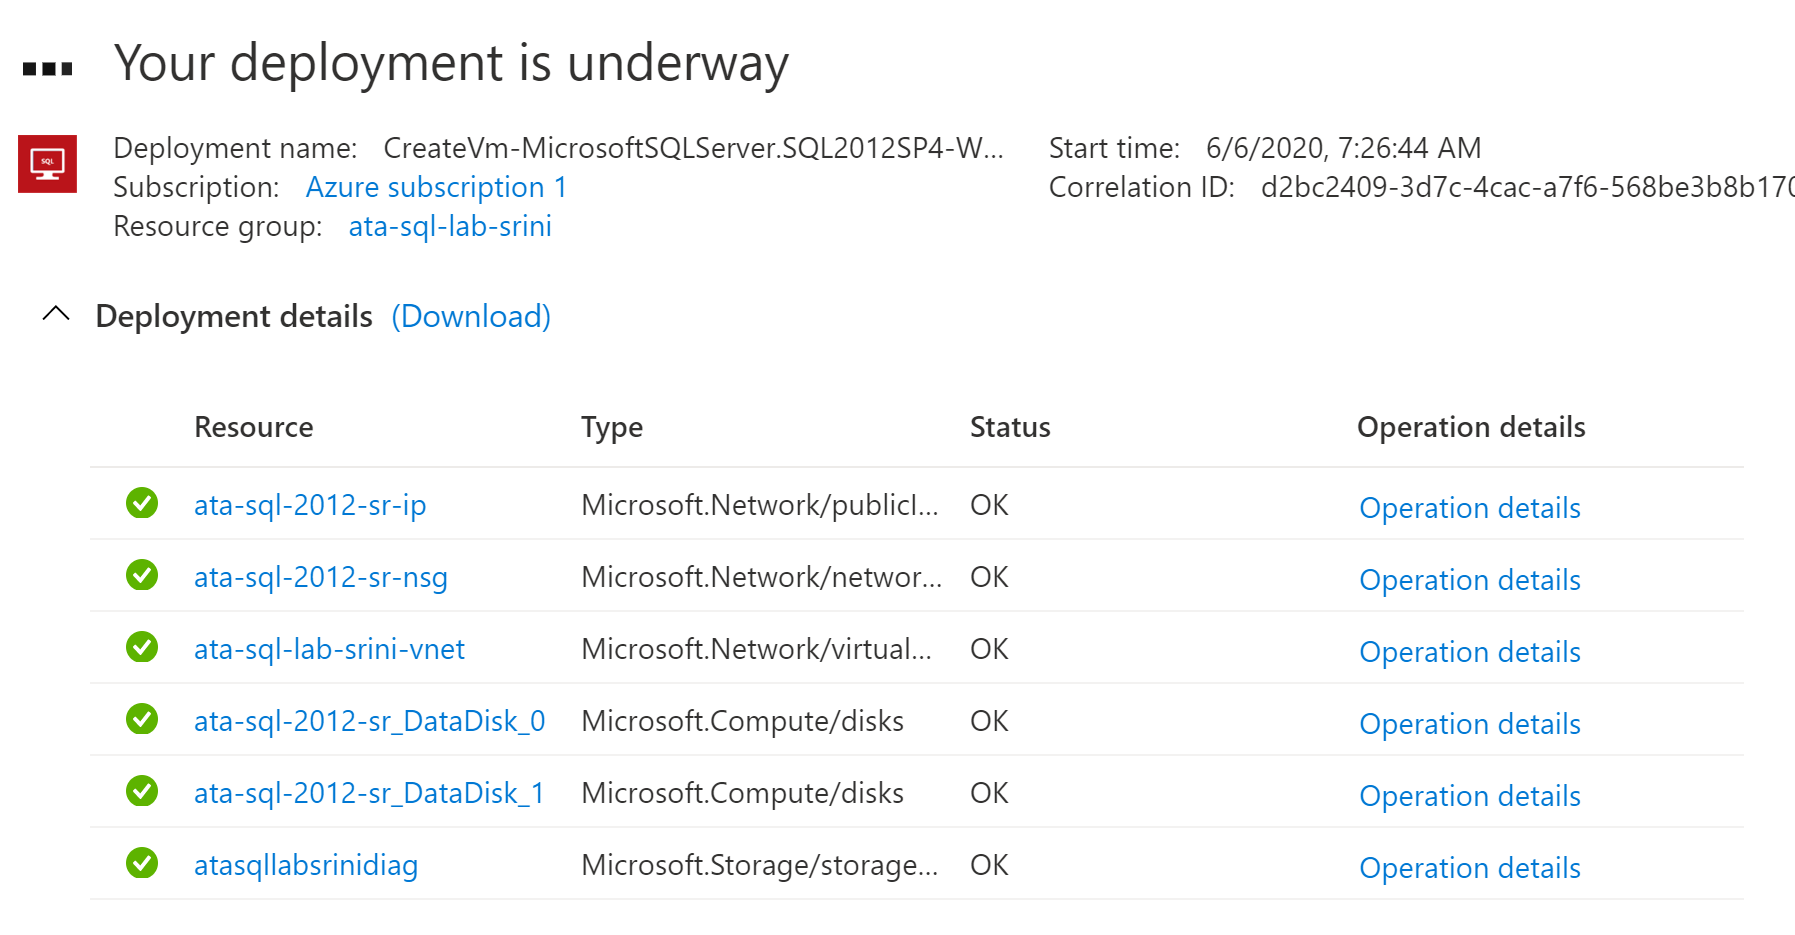 Your deployment is underway
SQL
Deployment name: CreateVm-MicrosoftSQLServer.SQL2012SP4-W...
Start time: 6/6/2020, 7:26:44 AM
Subscription: Azure subscription 1
Correlation ID: d2bc2409-3d7c-4cac-a7f6-568be3b8b170
Resource group: ata-sql-lab-srini
Deployment details (Download)
Resource Type Status Operation details
ata-sql-2012-sr-ip Microsoft.Network/publicI... OK Operation details
ata-sql-2012-sr-nsg Microsoft.Network/networ... OK Operation details
ata-sql-lab-srini-vnet Microsoft.Network/virtual... OK Operation details
ata-sql-2012-sr_DataDisk_0 Microsoft.Compute/disks OK Operation details
ata-sql-2012-sr_DataDisk_1 Microsoft.Compute/disks OK Operation details
atasqllabsrinidiag Microsoft.Storage/storage... OK Operation details